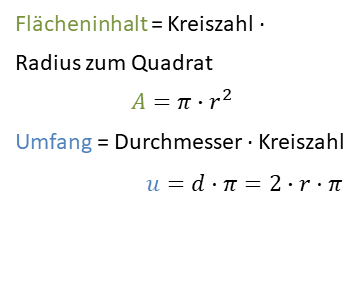 Flächeninhalt = Kreiszahl ·
Radius zum Quadrat
A = π · r²
Umfang = Durchmesser · Kreiszahl
u = d · π = 2 · r · π